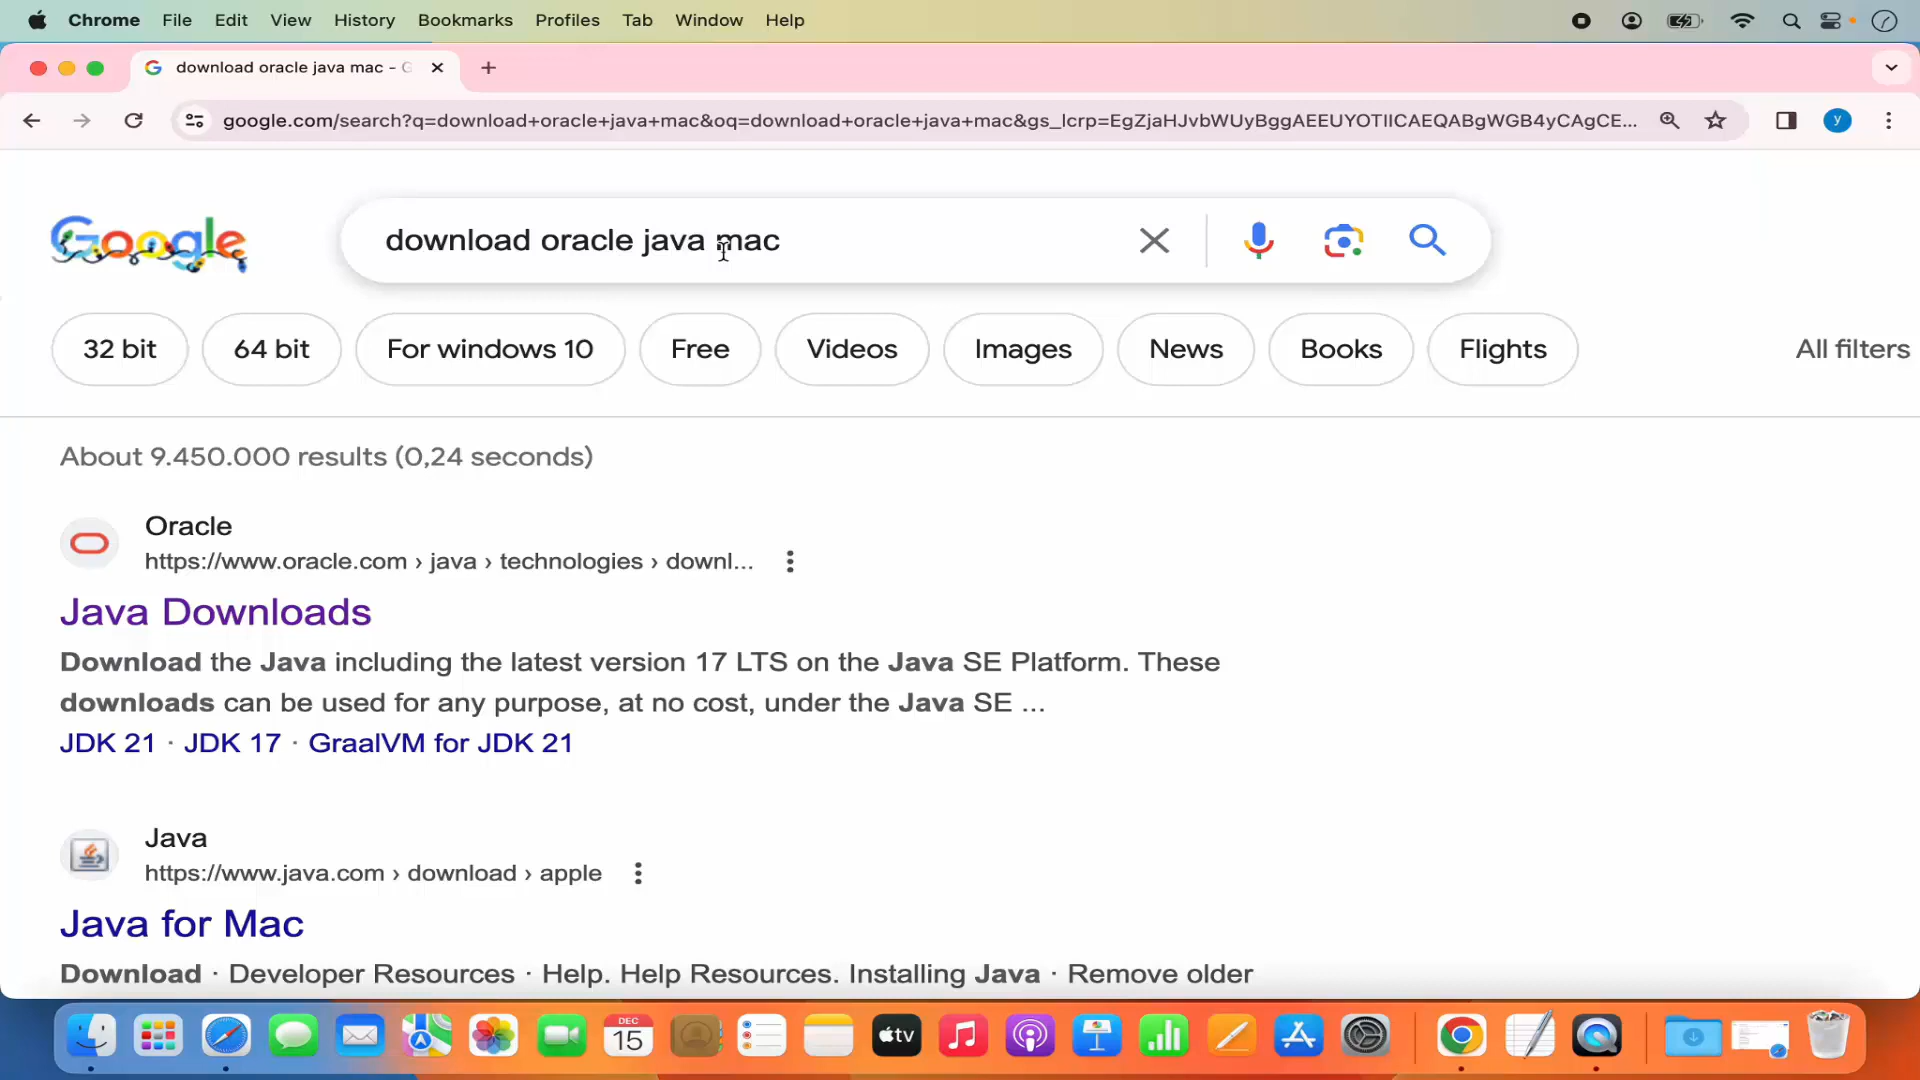 Chrome File Edit View History Bookmarks Profiles Tab Window Help
download oracle java mac - G
google.com/search?q=download+oracle+java+mac&oq=download+oracle+java+mac&gs_lcrp=EgZjaHJvbWUyBggAEEUYOTIICAEQABgWGB4yCAgCE... y
Google download oracle java mac
32 bit 64 bit For windows 10 Free Videos Images News Books Flights All filters
About 9.450.000 results (0,24 seconds)
Oracle
https://www.oracle.com › java › technologies › downl...
Java Downloads
Download the Java including the latest version 17 LTS on the Java SE Platform. These
downloads can be used for any purpose, at no cost, under the Java SE ...
JDK 21 · JDK 17 · GraalVM for JDK 21
Java
https://www.java.com › download › apple
Java for Mac
Download · Developer Resources · Help. Help Resources. Installing Java · Remove older
DEC
15 tv